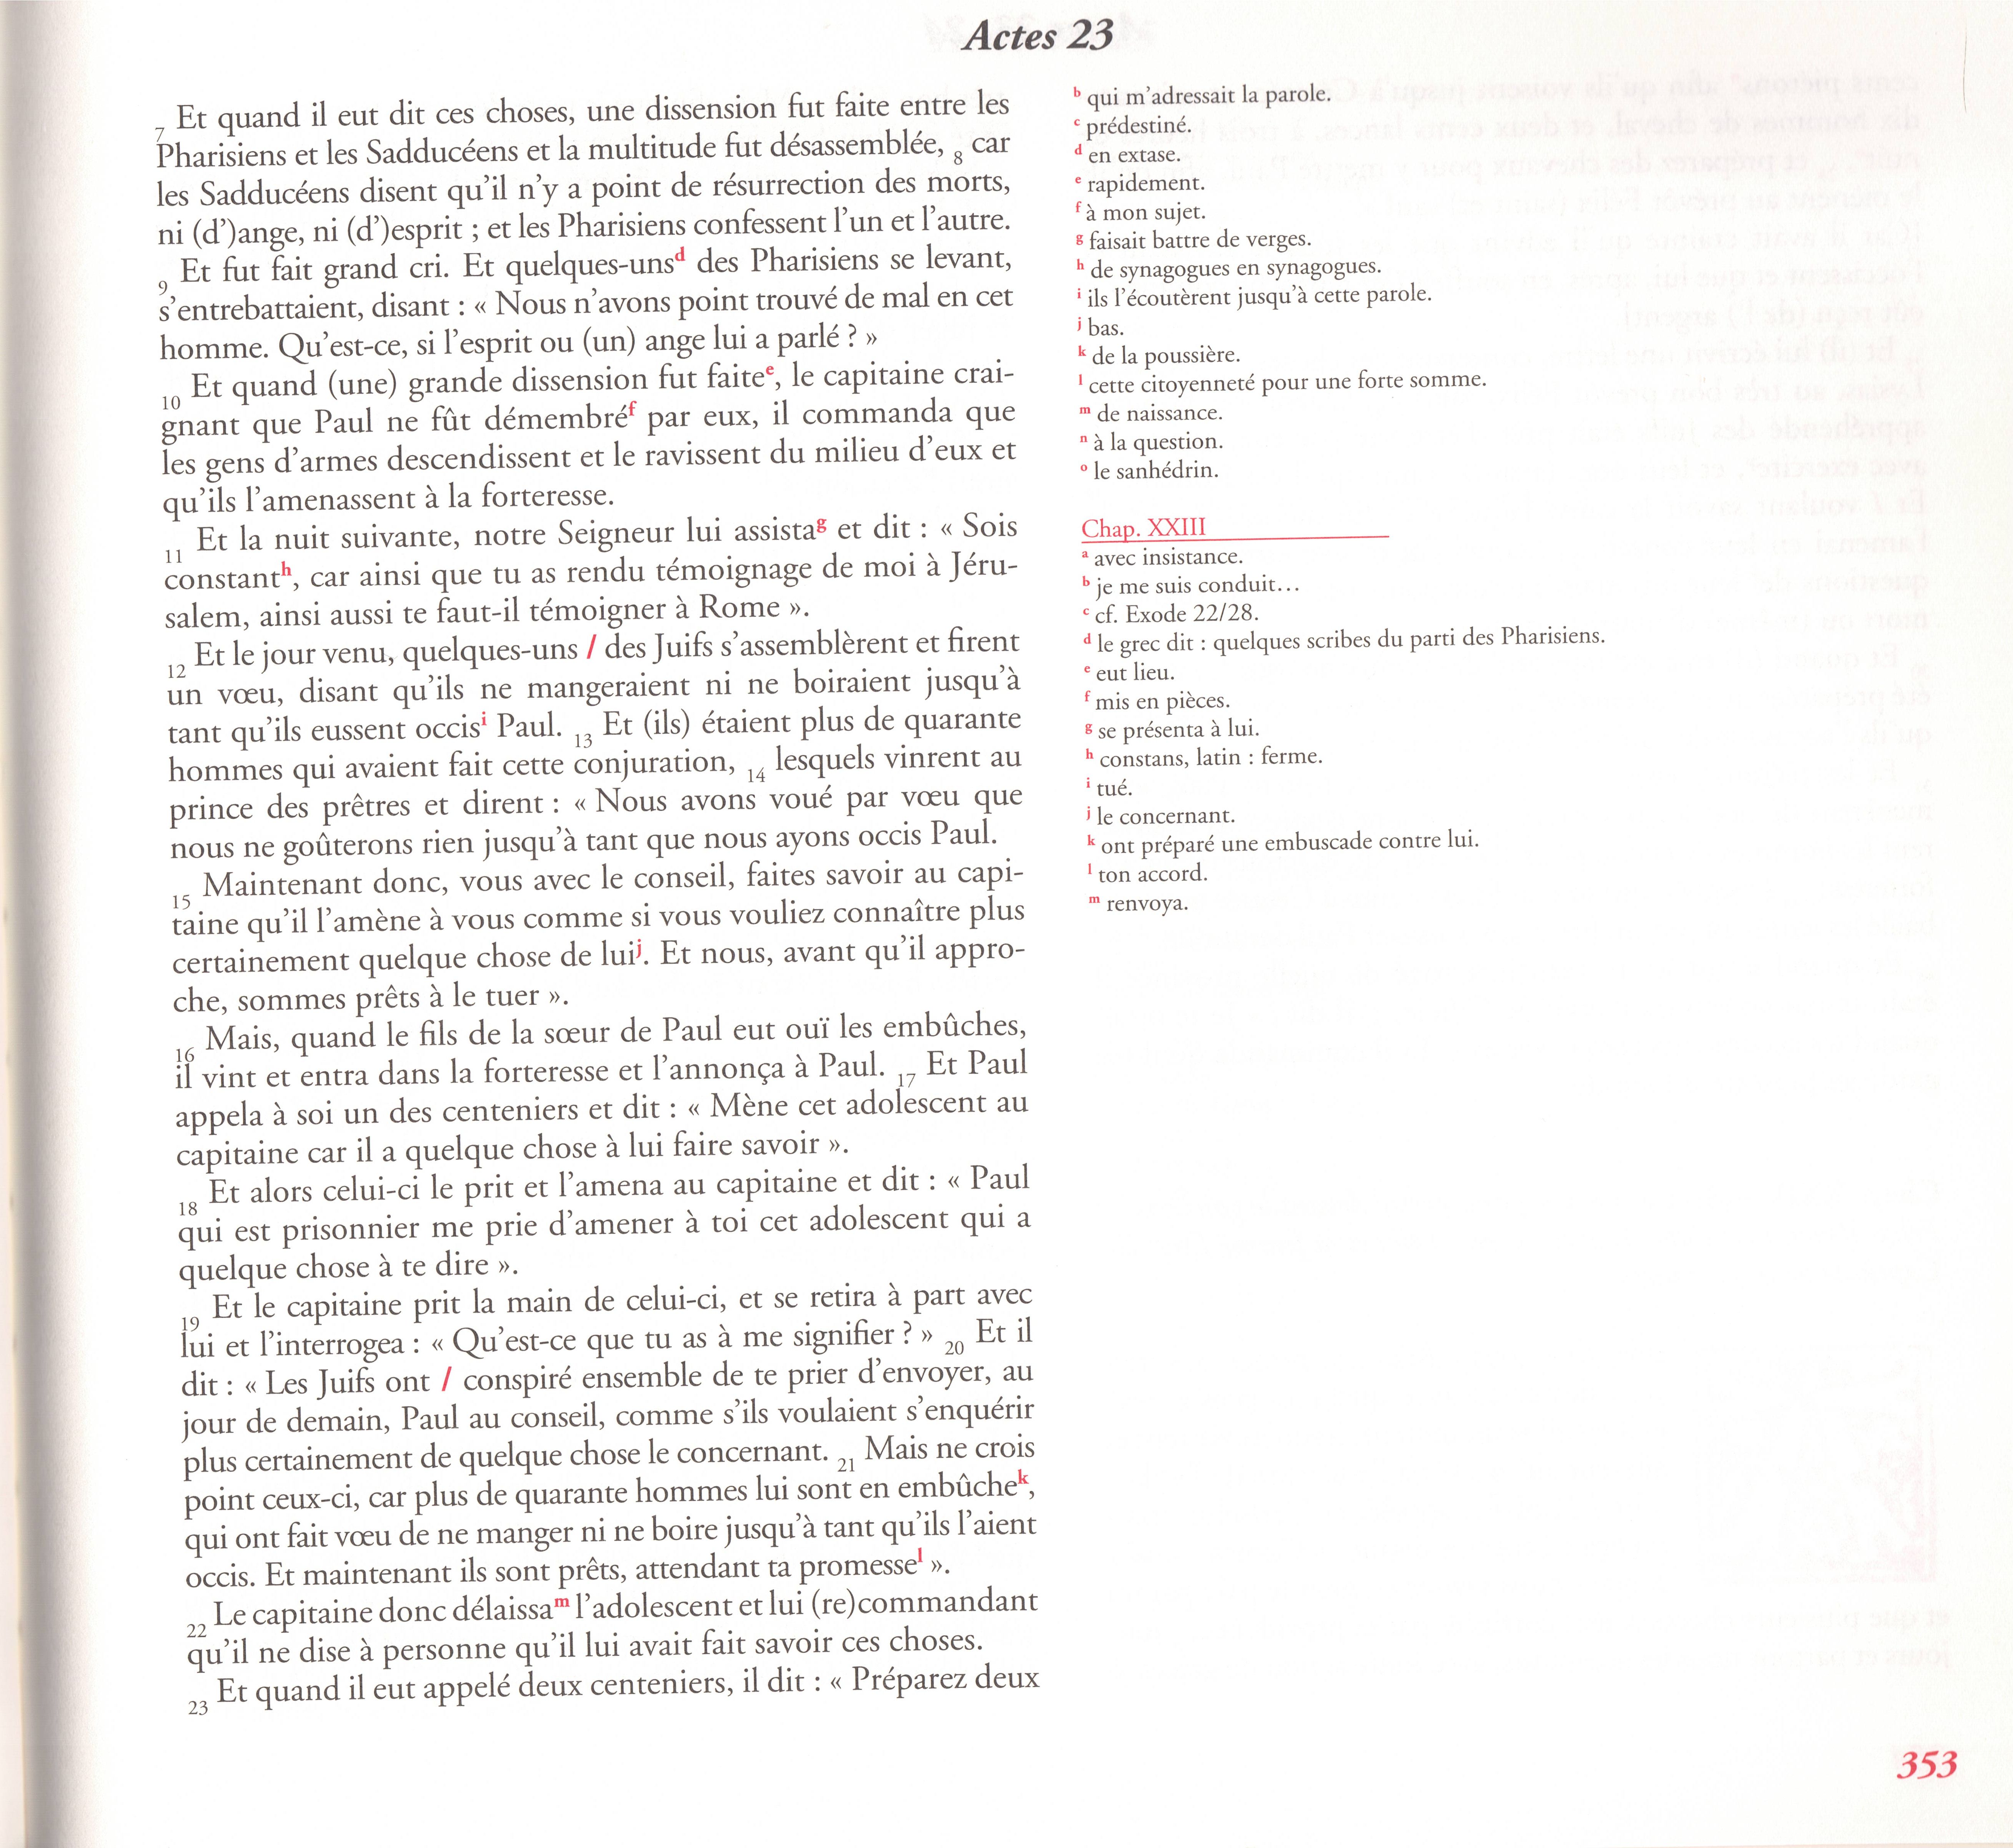 Actes 23
7 Et quand il eut dit ces choses, une dissension fut faite entre les
Pharisiens et les Sadducéens et la multitude fut désassemblée, 8 car
les Sadducéens disent qu'il n'y a point de résurrection des morts,
ni (d')ange, ni (d')esprit ; et les Pharisiens confessent l'un et l'autre.
9 Et fut fait grand cri. Et quelques-unsd des Pharisiens se levant,
s'entrebattaient, disant : « Nous n'avons point trouvé de mal en cet
homme. Qu'est-ce, si l'esprit ou (un) ange lui a parlé ? »
10 Et quand (une) grande dissension fut faitee, le capitaine crai-
gnant que Paul ne fût démembréf par eux, il commanda que
les gens d'armes descendissent et le ravissent du milieu d'eux et
qu'ils l'amenassent à la forteresse.
11 Et la nuit suivante, notre Seigneur lui assistag et dit : « Sois
constanth, car ainsi que tu as rendu témoignage de moi à Jéru-
salem, ainsi aussi te faut-il témoigner à Rome ».
12 Et le jour venu, quelques-uns / des Juifs s'assemblèrent et firent
un vœu, disant qu'ils ne mangeraient ni ne boiraient jusqu'à
tant qu'ils eussent occisi Paul. 13 Et (ils) étaient plus de quarante
hommes qui avaient fait cette conjuration, 14 lesquels vinrent au
prince des prêtres et dirent : « Nous avons voué par vœu que
nous ne goûterons rien jusqu'à tant que nous ayons occis Paul.
15 Maintenant donc, vous avec le conseil, faites savoir au capi-
taine qu'il l'amène à vous comme si vous vouliez connaître plus
certainement quelque chose de luij. Et nous, avant qu'il appro-
che, sommes prêts à le tuer ».
16 Mais, quand le fils de la sœur de Paul eut ouï les embûches,
il vint et entra dans la forteresse et l'annonça à Paul. 17 Et Paul
appela à soi un des centeniers et dit : « Mène cet adolescent au
capitaine car il a quelque chose à lui faire savoir ».
18 Et alors celui-ci le prit et l'amena au capitaine et dit : « Paul
qui est prisonnier me prie d'amener à toi cet adolescent qui a
quelque chose à te dire ».
19 Et le capitaine prit la main de celui-ci, et se retira à part avec
lui et l'interrogea : « Qu'est-ce que tu as à me signifier ? » 20 Et il
dit : « Les Juifs ont / conspiré ensemble de te prier d'envoyer, au
jour de demain, Paul au conseil, comme s'ils voulaient s'enquérir
plus certainement de quelque chose le concernant. 21 Mais ne crois
point ceux-ci, car plus de quarante hommes lui sont en embûchek,
qui ont fait vœu de ne manger ni ne boire jusqu'à tant qu'ils l'aient
occis. Et maintenant ils sont prêts, attendant ta promessel ».
22 Le capitaine donc délaissam l'adolescent et lui (re)commandant
qu'il ne dise à personne qu'il lui avait fait savoir ces choses.
23 Et quand il eut appelé deux centeniers, il dit : « Préparez deux
b qui m'adressait la parole.
c prédestiné.
d en extase.
e rapidement.
f à mon sujet.
g faisait battre de verges.
h de synagogues en synagogues.
i ils l'écoutèrent jusqu'à cette parole.
j bas.
k de la poussière.
l cette citoyenneté pour une forte somme.
m de naissance.
n à la question.
o le sanhédrin.
Chap. XXIII
a avec insistance.
b je me suis conduit…
c cf. Exode 22/28.
d le grec dit : quelques scribes du parti des Pharisiens.
e eut lieu.
f mis en pièces.
g se présenta à lui.
h constans, latin : ferme.
i tué.
j le concernant.
k ont préparé une embuscade contre lui.
l ton accord.
m renvoya.
353